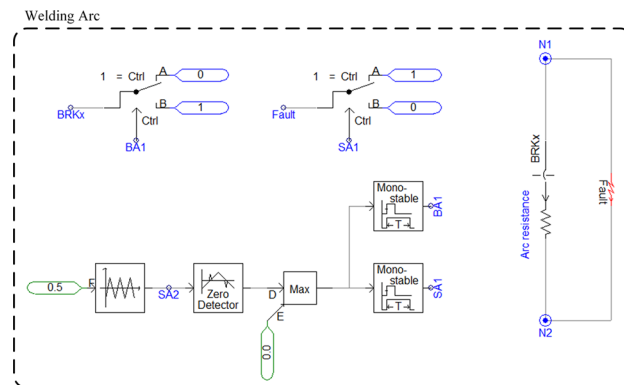 Welding Arc
1 = Ctrl
A
0
B
1
Ctrl
BRKx
BA1
1 = Ctrl
A
1
B
0
Ctrl
Fault
SA1
N1
BRKx
Fault
Arc resistance
N2
Mono-
stable
T
BA1
0.5
F
SA2
Zero
Detector
D
Max
E
0.0
Mono-
stable
T
SA1